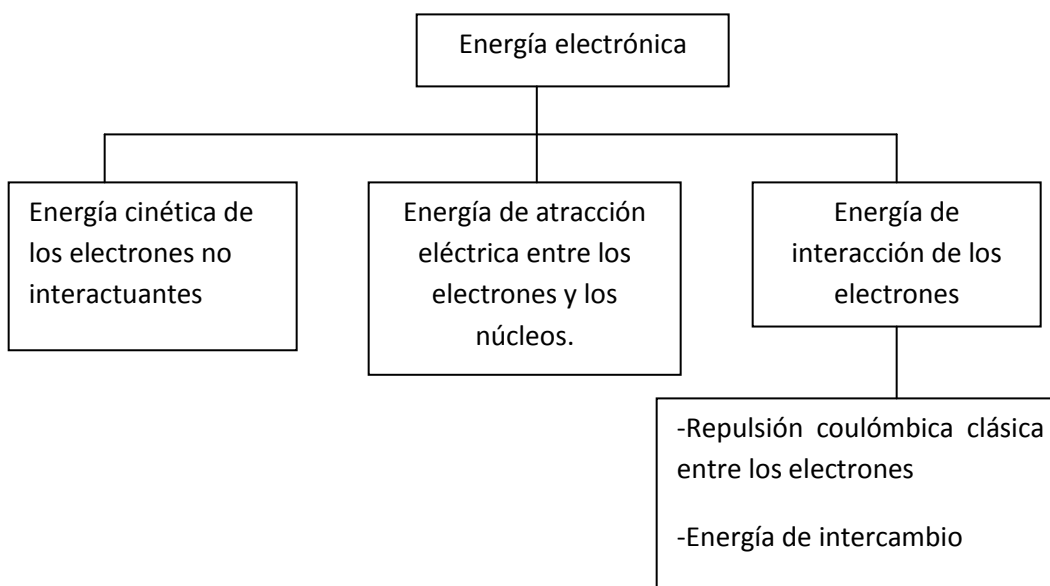 Energía electrónica
Energía cinética de
los electrones no
interactuantes
Energía de atracción
eléctrica entre los
electrones y los
núcleos.
Energía de
interacción de los
electrones
-Repulsión coulómbica clásica
entre los electrones
-Energía de intercambio